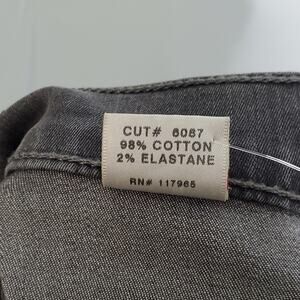 CUT# 6087
98% COTTON
2% ELASTANE
RN# 117965